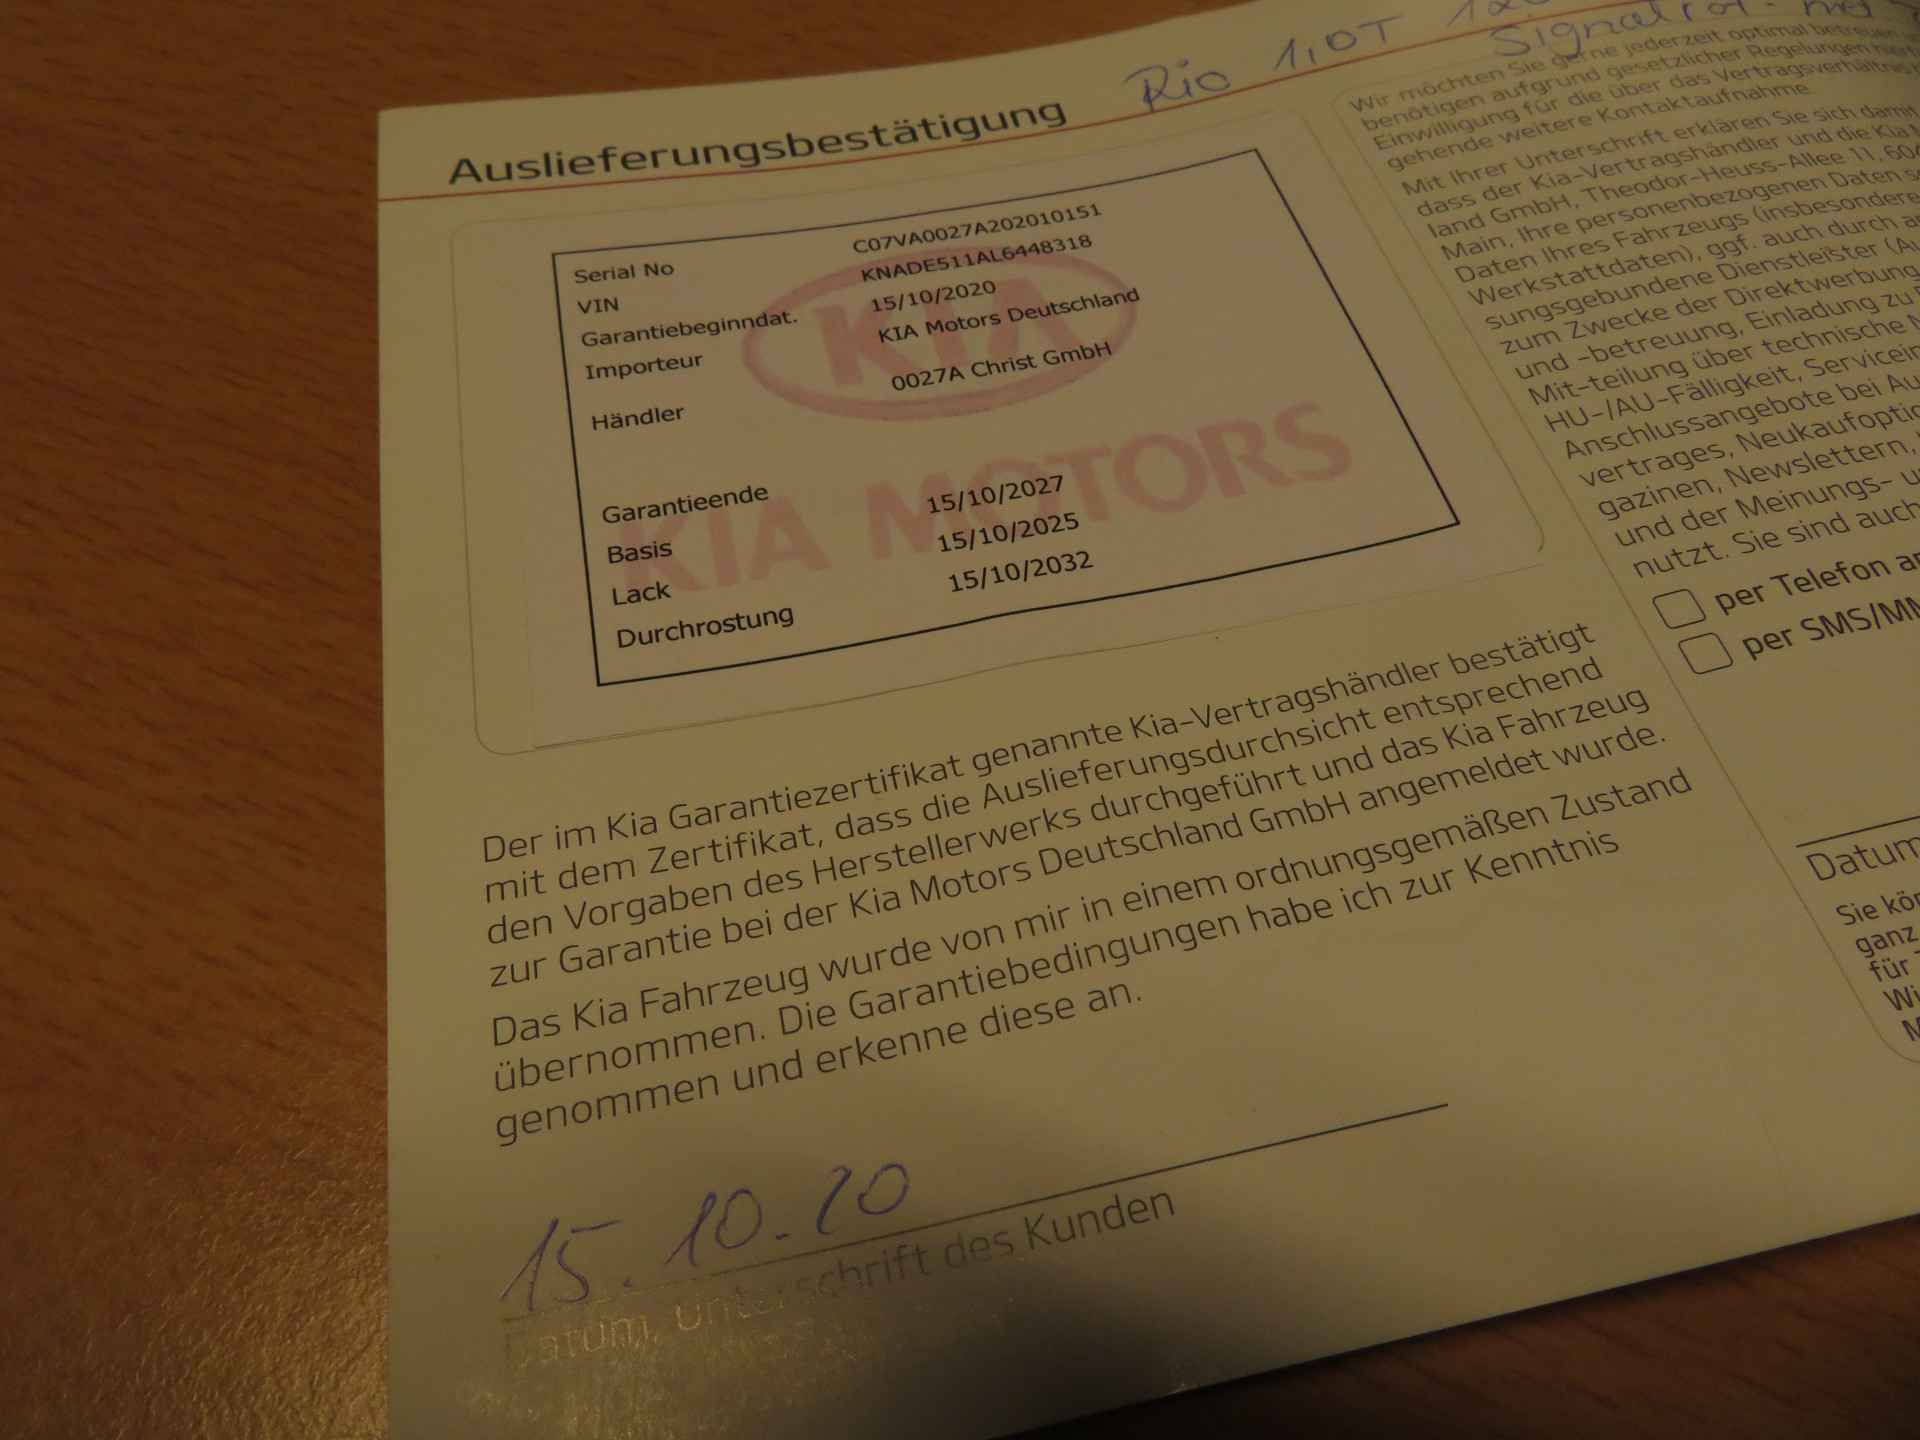 Auslieferungsbestätigung
Rio 1,0T
Serial No C07VA0027A202010151
VIN KNADE511AL6448318
Garantiebeginndat. 15/10/2020
Importeur KIA Motors Deutschland
Händler 0027A Christ GmbH
Garantieende 15/10/2027
Basis 15/10/2025
Lack 15/10/2032
Durchrostung
KIA
KIA MOTORS
Der im Kia Garantiezertifikat genannte Kia-Vertragshändler bestätigt
mit dem Zertifikat, dass die Auslieferungsdurchsicht entsprechend
den Vorgaben des Herstellerwerks durchgeführt und das Kia Fahrzeug
zur Garantie bei der Kia Motors Deutschland GmbH angemeldet wurde.
Das Kia Fahrzeug wurde von mir in einem ordnungsgemäßen Zustand
übernommen. Die Garantiebedingungen habe ich zur Kenntnis
genommen und erkenne diese an.
15.10.20
Datum, Unterschrift des Kunden
Signalrot
Wir möchten Sie gerne jederzeit optimal betreuen
benötigen aufgrund gesetzlicher Regelungen hierfür
Einwilligung für die über das Vertragsverhältnis
gehende weitere Kontaktaufnahme.
Mit Ihrer Unterschrift erklären Sie sich damit
dass der Kia-Vertragshändler und die Kia
land GmbH, Theodor-Heuss-Allee 11,
Main, Ihre personenbezogenen Daten
Daten Ihres Fahrzeugs (insbesondere
Werkstattdaten), ggf. auch durch
sungsgebundene Dienstleister
zum Zwecke der Direktwerbung,
und -betreuung, Einladung zu
Mit-teilung über technische
HU-/AU-Fälligkeit,
Anschlussangebote bei
vertrages,
gazinen, Newslettern,
und der Meinungs-
nutzt. Sie sind auch
per Telefon
per SMS/
Datum
Sie
ganz
für